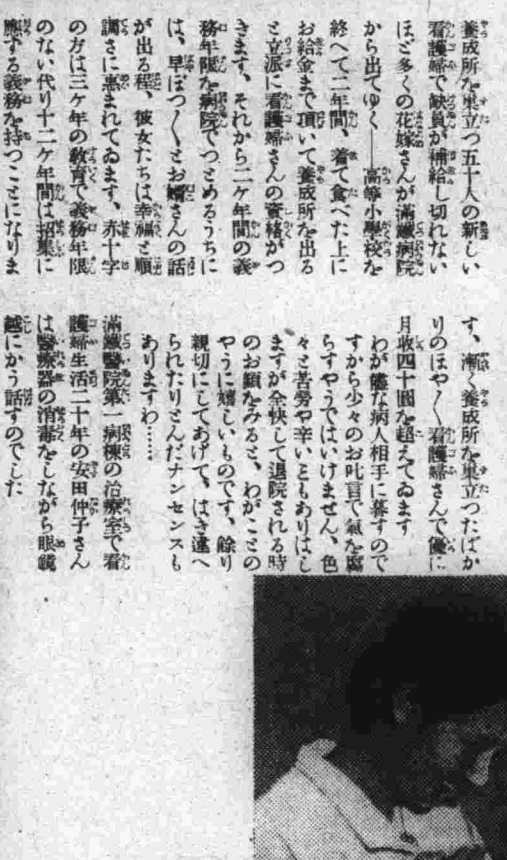 養成所を巣立つ五十人の新しい
看護婦で缺員が補給し切れない
ほど多くの花嫁さんが滿鐵病院
から出てゆく――高等小學校を
終へて二年間、着て食べた上に
お給金まで頂いて養成所を出る
と立派に看護婦さんの資格がつ
きます、それから二ケ年間の義
務年限を病院でつとめるうちに
は、早ぼつ〳〵とお嫁さんの話
が出る程、彼女たちは幸福と順
調さに惠まれてゐます、赤十字
の方は三ケ年の教育で義務年限
のない代り十二ケ年間は招集に
應する義務を持つことになりま
す、漸く養成所を巣立つたばか
りのほや〳〵看護婦さんで優に
月收四十圓を超えてゐます
わが儘な病人相手に暮すので
すから少々のお叱言で氣を腐
らすやうではいけません、色
々と苦勞や辛いともありはし
ますが全快して退院される時
のお顔をみると、わがことの
やうに嬉しいものです、餘り
親切にしてあげて、はき違へ
られたりとんだナンセンスも
ありますわ……
滿鐵醫院第一病棟の治療室で看
護婦生活二十年の安田仲子さん
は醫療器の消毒をしながら眼鏡
越にかう話すのでした